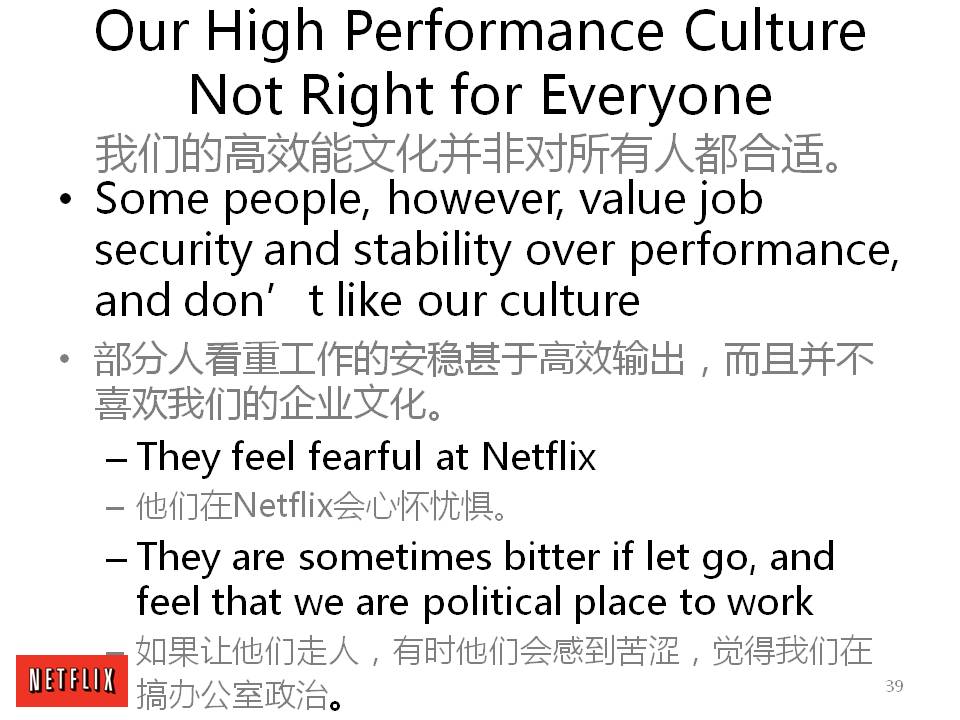 Our High Performance Culture
Not Right for Everyone
我们的高效能文化并非对所有人都合适。
• Some people, however, value job
security and stability over performance,
and don’t like our culture
• 部分人看重工作的安稳甚于高效输出，而且并不
喜欢我们的企业文化。
– They feel fearful at Netflix
– 他们在Netflix会心怀忧惧。
– They are sometimes bitter if let go, and
feel that we are political place to work
– 如果让他们走人，有时他们会感到苦涩，觉得我们在
搞办公室政治。
NETFLIX
39